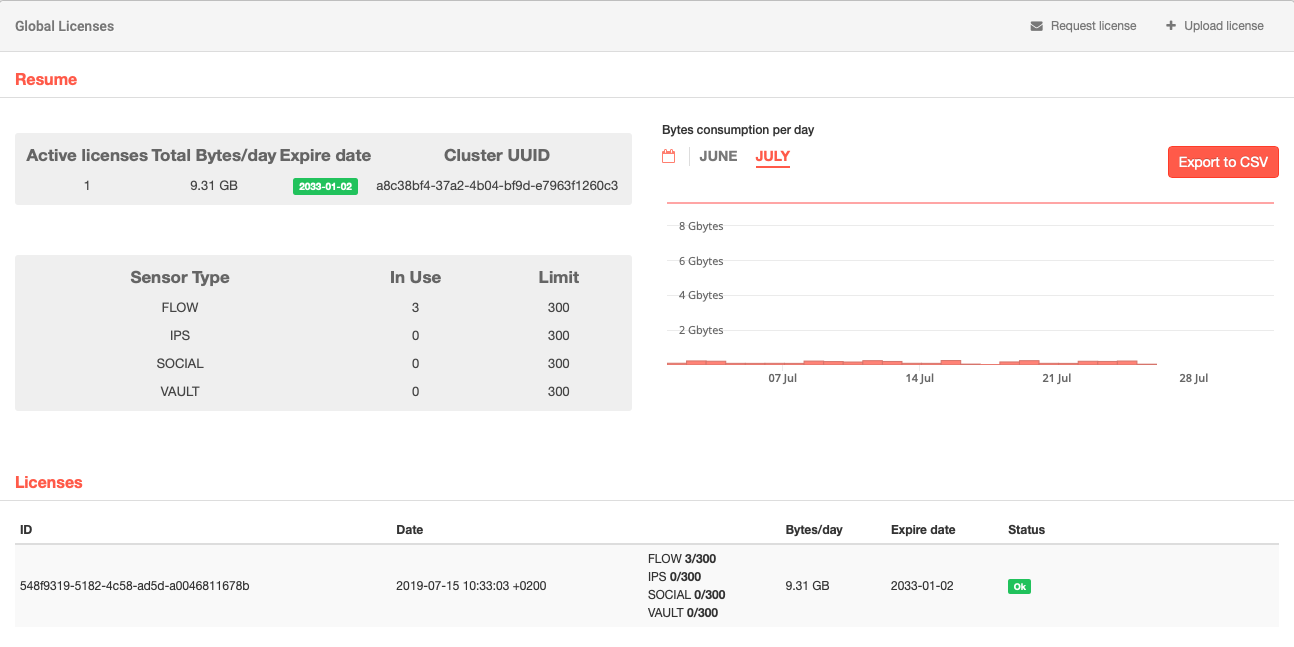 Global Licenses
Request license
Upload license
Resume
Active licenses Total Bytes/day Expire date Cluster UUID
1 9.31 GB 2033-01-02 a8c38bf4-37a2-4b04-bf9d-e7963f1260c3
Sensor Type In Use Limit
FLOW 3 300
IPS 0 300
SOCIAL 0 300
VAULT 0 300
Bytes consumption per day
JUNE JULY
Export to CSV
8 Gbytes
6 Gbytes
4 Gbytes
2 Gbytes
07 Jul 14 Jul 21 Jul 28 Jul
Licenses
ID Date Bytes/day Expire date Status
FLOW 3/300
IPS 0/300
548f9319-5182-4c58-ad5d-a0046811678b 2019-07-15 10:33:03 +0200 9.31 GB 2033-01-02 Ok
SOCIAL 0/300
VAULT 0/300